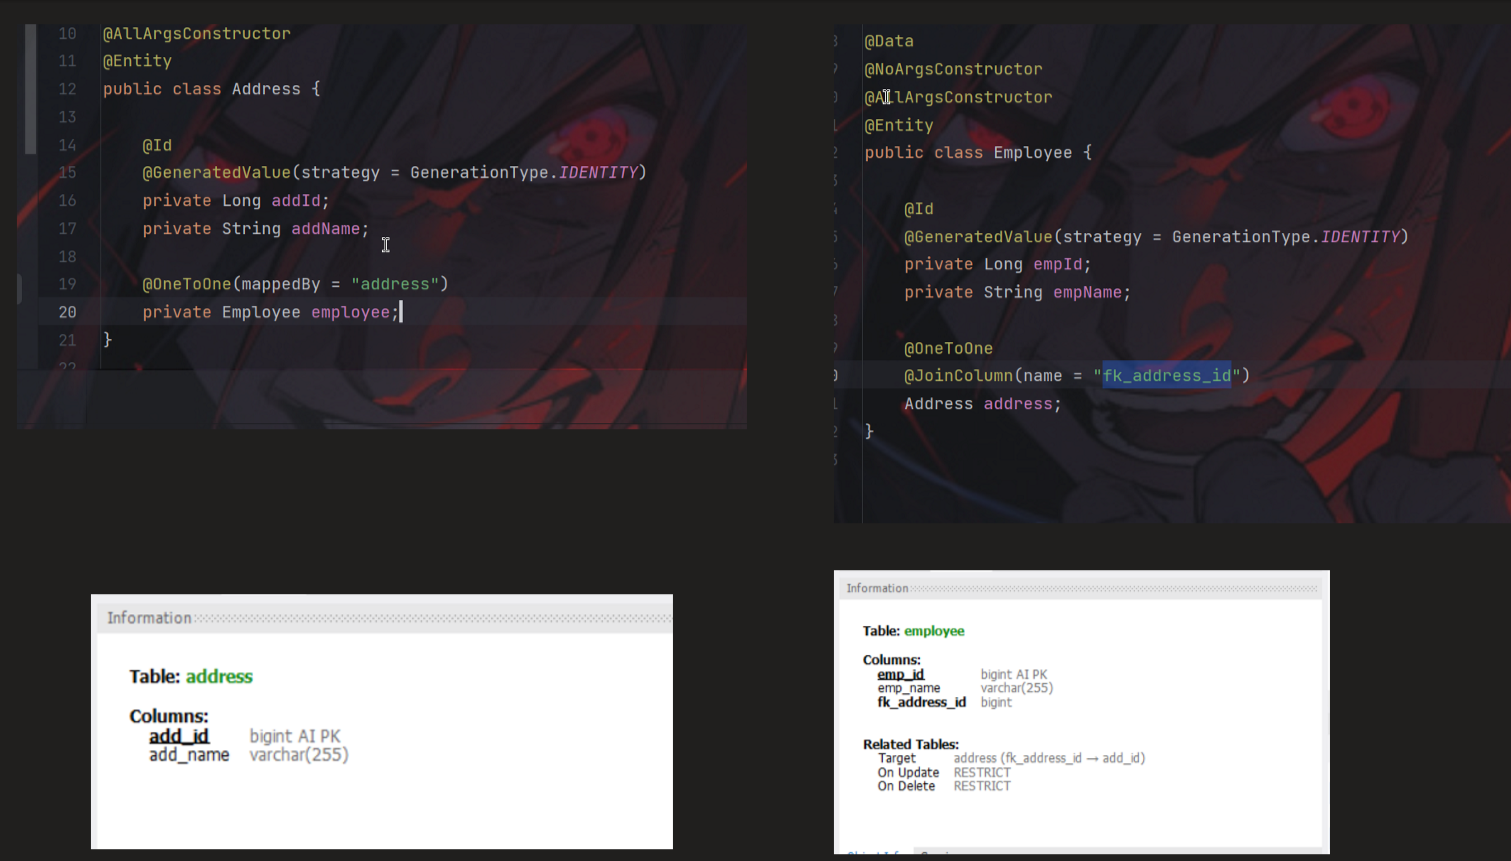 10 @AllArgsConstructor
11 @Entity
12 public class Address {
13
14 @Id
15 @GeneratedValue(strategy = GenerationType.IDENTITY)
16 private Long addId;
17 private String addName;
18
19 @OneToOne(mappedBy = "address")
20 private Employee employee;
21 }
22
@Data
@NoArgsConstructor
@AllArgsConstructor
@Entity
public class Employee {
@Id
@GeneratedValue(strategy = GenerationType.IDENTITY)
private Long empId;
private String empName;
@OneToOne
@JoinColumn(name = "fk_address_id")
Address address;
}
Information
Table: address
Columns:
add_id bigint AI PK
add_name varchar(255)
Information
Table: employee
Columns:
emp_id bigint AI PK
emp_name varchar(255)
fk_address_id bigint
Related Tables:
Target address (fk_address_id → add_id)
On Update RESTRICT
On Delete RESTRICT